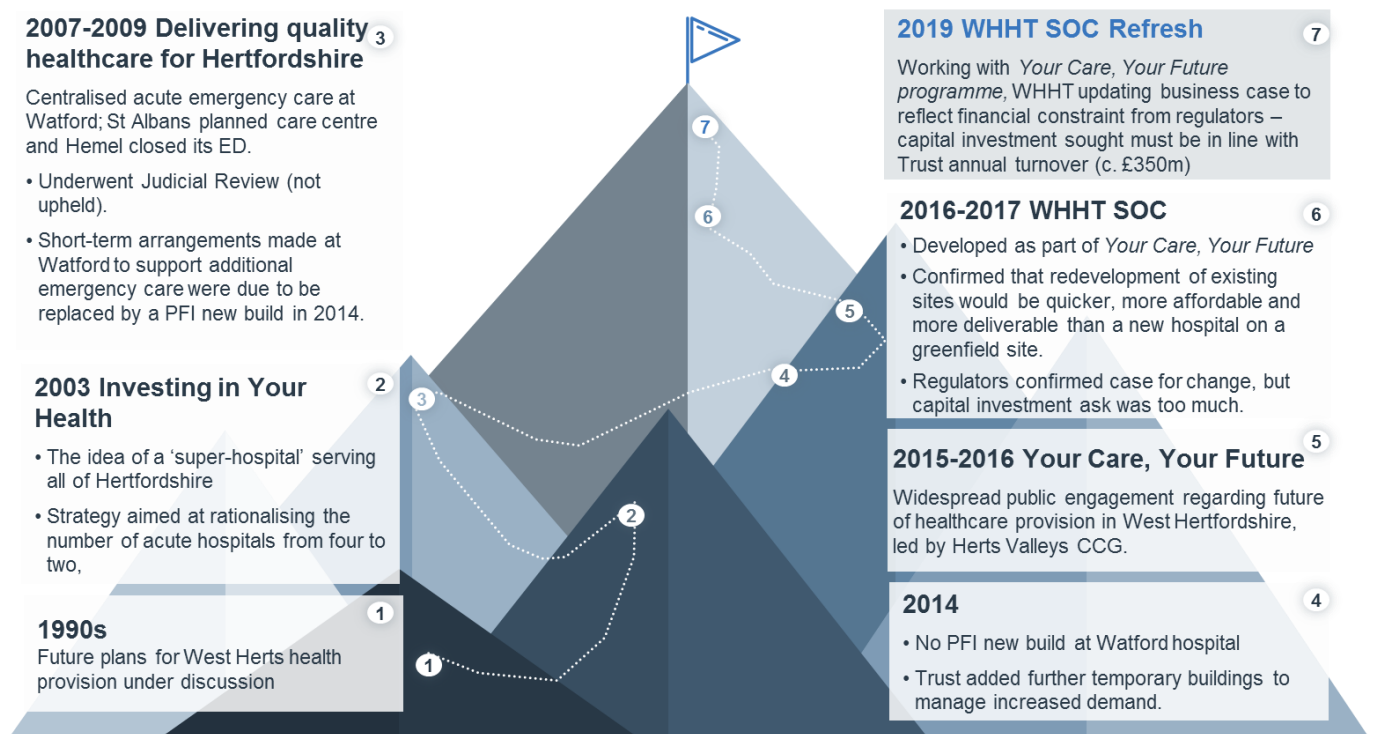 2007-2009 Delivering quality
healthcare for Hertfordshire
3
Centralised acute emergency care at
Watford; St Albans planned care centre
and Hemel closed its ED.
• Underwent Judicial Review (not
upheld).
• Short-term arrangements made at
Watford to support additional
emergency care were due to be
replaced by a PFI new build in 2014.
2003 Investing in Your
Health
2
• The idea of a ‘super-hospital’ serving
all of Hertfordshire
• Strategy aimed at rationalising the
number of acute hospitals from four to
two,
1990s
1
Future plans for West Herts health
provision under discussion
7
6
5
4
3
2
1
2019 WHHT SOC Refresh
7
Working with Your Care, Your Future
programme, WHHT updating business case to
reflect financial constraint from regulators –
capital investment sought must be in line with
Trust annual turnover (c. £350m)
2016-2017 WHHT SOC
6
• Developed as part of Your Care, Your Future
• Confirmed that redevelopment of existing
sites would be quicker, more affordable and
more deliverable than a new hospital on a
greenfield site.
• Regulators confirmed case for change, but
capital investment ask was too much.
5
2015-2016 Your Care, Your Future
Widespread public engagement regarding future
of healthcare provision in West Hertfordshire,
led by Herts Valleys CCG.
2014
4
• No PFI new build at Watford hospital
• Trust added further temporary buildings to
manage increased demand.